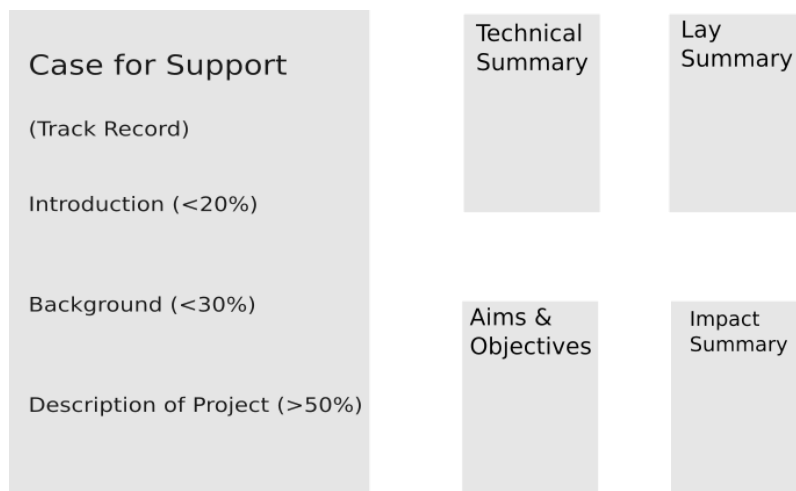 Case for Support
(Track Record)
Introduction (<20%)
Background (<30%)
Description of Project (>50%)
Technical
Summary
Lay
Summary
Aims &
Objectives
Impact
Summary